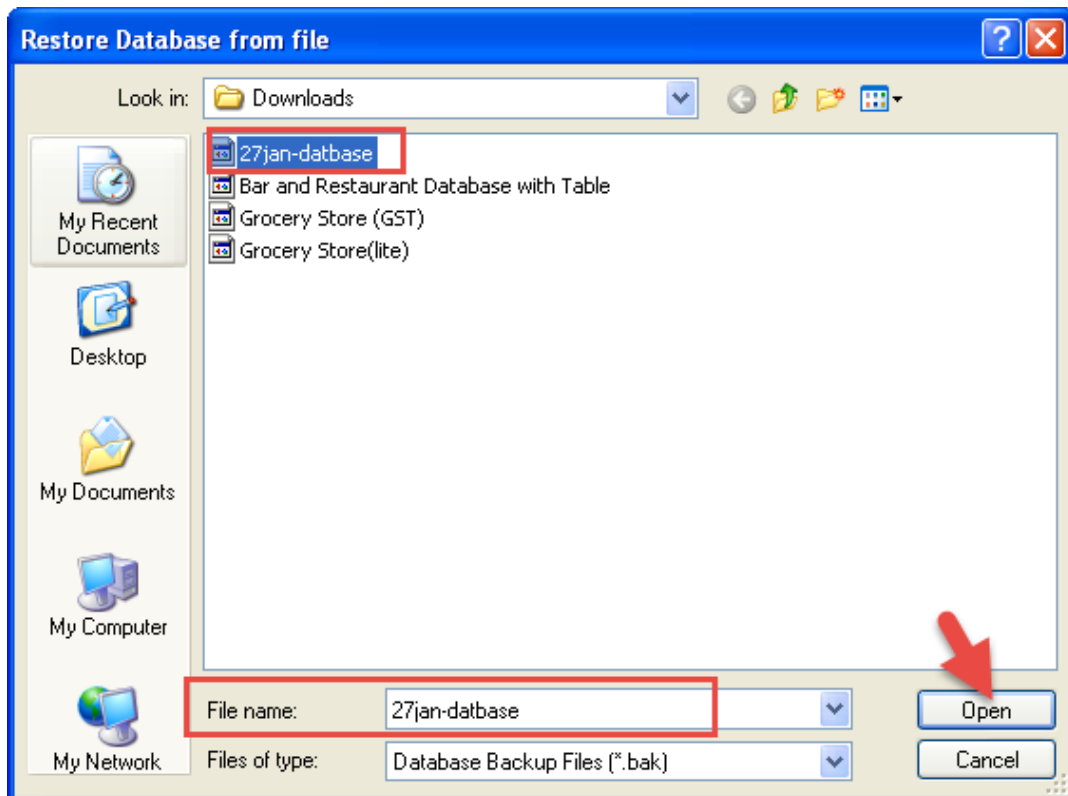 Restore Database from file
Look in: Downloads
27jan-datbase
Bar and Restaurant Database with Table
Grocery Store (GST)
Grocery Store(lite)
My Recent
Documents
Desktop
My Documents
My Computer
My Network
File name: 27jan-datbase Open
Files of type: Database Backup Files (*.bak) Cancel